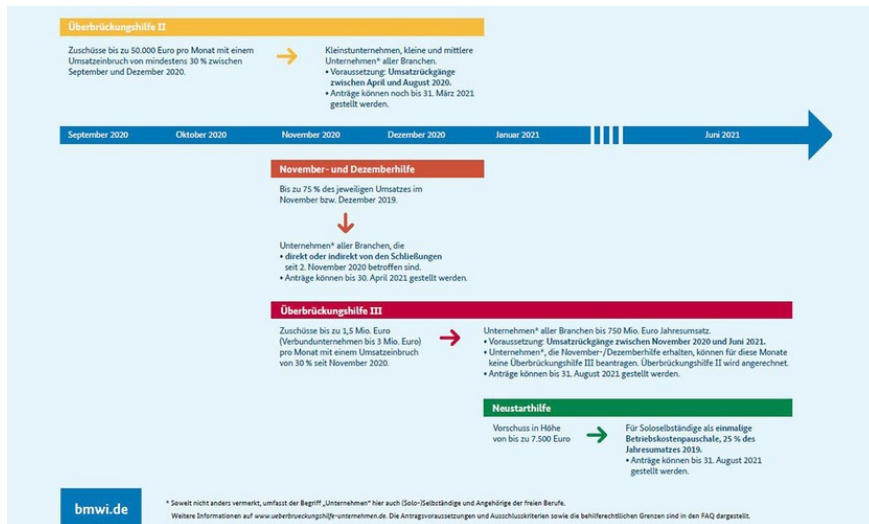 Überbrückungshilfe II
Zuschüsse bis zu 50.000 Euro pro Monat mit einem
Umsatzeinbruch von mindestens 30 % zwischen
September und Dezember 2020.
Kleinstunternehmen, kleine und mittlere
Unternehmen* aller Branchen.
• Voraussetzung: Umsatzrückgänge
zwischen April und August 2020.
• Anträge können noch bis 31. März 2021
gestellt werden.
September 2020 Oktober 2020 November 2020 Dezember 2020 Januar 2021 Juni 2021
November- und Dezemberhilfe
Bis zu 75 % des jeweiligen Umsatzes im
November bzw. Dezember 2019.
Unternehmen* aller Branchen, die
• direkt oder indirekt von den Schließungen
seit 2. November 2020 betroffen sind.
• Anträge können bis 30. April 2021 gestellt werden.
Überbrückungshilfe III
Zuschüsse bis zu 1,5 Mio. Euro
(Verbundunternehmen bis 3 Mio. Euro)
pro Monat mit einem Umsatzeinbruch
von 30 % seit November 2020.
Unternehmen* aller Branchen bis 750 Mio. Euro Jahresumsatz.
• Voraussetzung: Umsatzrückgänge zwischen November 2020 und Juni 2021.
• Unternehmen*, die November-/Dezemberhilfe erhalten, können für diese Monate
keine Überbrückungshilfe III beantragen. Überbrückungshilfe II wird angerechnet.
• Anträge können bis 31. August 2021 gestellt werden.
Neustarthilfe
Vorschuss in Höhe
von bis zu 7.500 Euro
Für Soloselbständige als einmalige
Betriebskostenpauschale, 25 % des
Jahresumatzes 2019.
• Anträge können bis 31. August 2021
gestellt werden.
bmwi.de
* Soweit nicht anders vermerkt, umfasst der Begriff „Unternehmen" hier auch (Solo-)Selbständige und Angehörige der freien Berufe.
Weitere Informationen auf www.ueberbrueckungshilfe-unternehmen.de. Die Antragsvoraussetzungen und Ausschlusskriterien sowie die beihilferechtlichen Grenzen sind in den FAQ dargestellt.